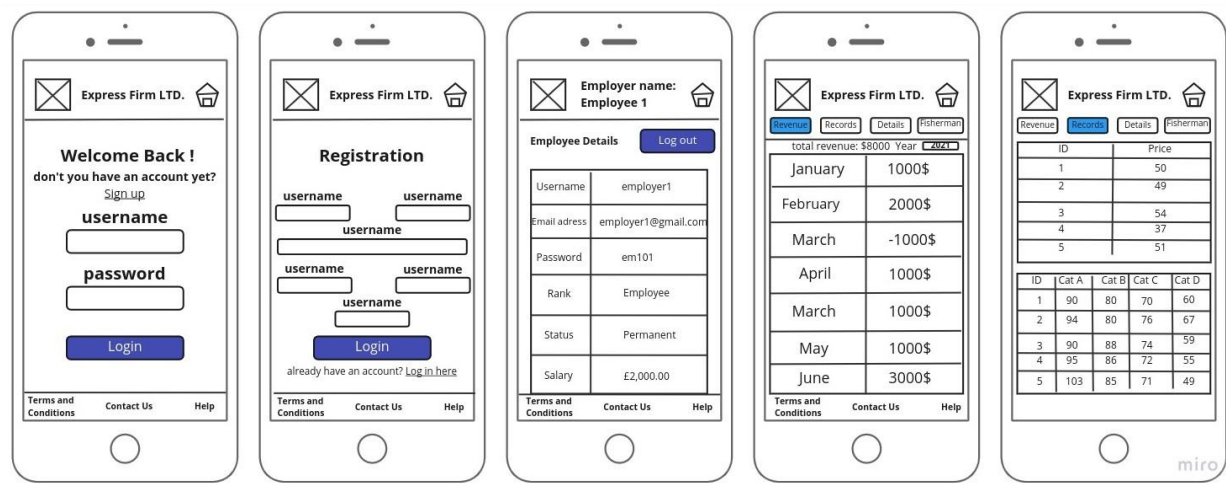 Express Firm LTD.
Welcome Back !
don't you have an account yet?
Sign up
username
password
Login
Terms and
Conditions
Contact Us
Help
Express Firm LTD.
Registration
username username
username
username username
username
Login
already have an account? Log in here
Terms and
Conditions
Contact Us
Help
Employer name:
Employee 1
Employee Details
Log out
Username employer1
Email adress employer1@gmail.com
Password em101
Rank Employee
Status Permanent
Salary £2,000.00
Terms and
Conditions
Contact Us
Help
Express Firm LTD.
Revenue Records Details Fisherman
total revenue: $8000 Year 2021
January 1000$
February 2000$
March -1000$
April 1000$
March 1000$
May 1000$
June 3000$
Terms and
Conditions
Contact Us
Help
Express Firm LTD.
Revenue Records Details Fisherman
ID Price
1 50
2 49
3 54
4 37
5 51
ID Cat A Cat B Cat C Cat D
1 90 80 70 60
2 94 80 76 67
3 90 88 74 59
4 95 86 72 55
5 103 85 71 49
miro